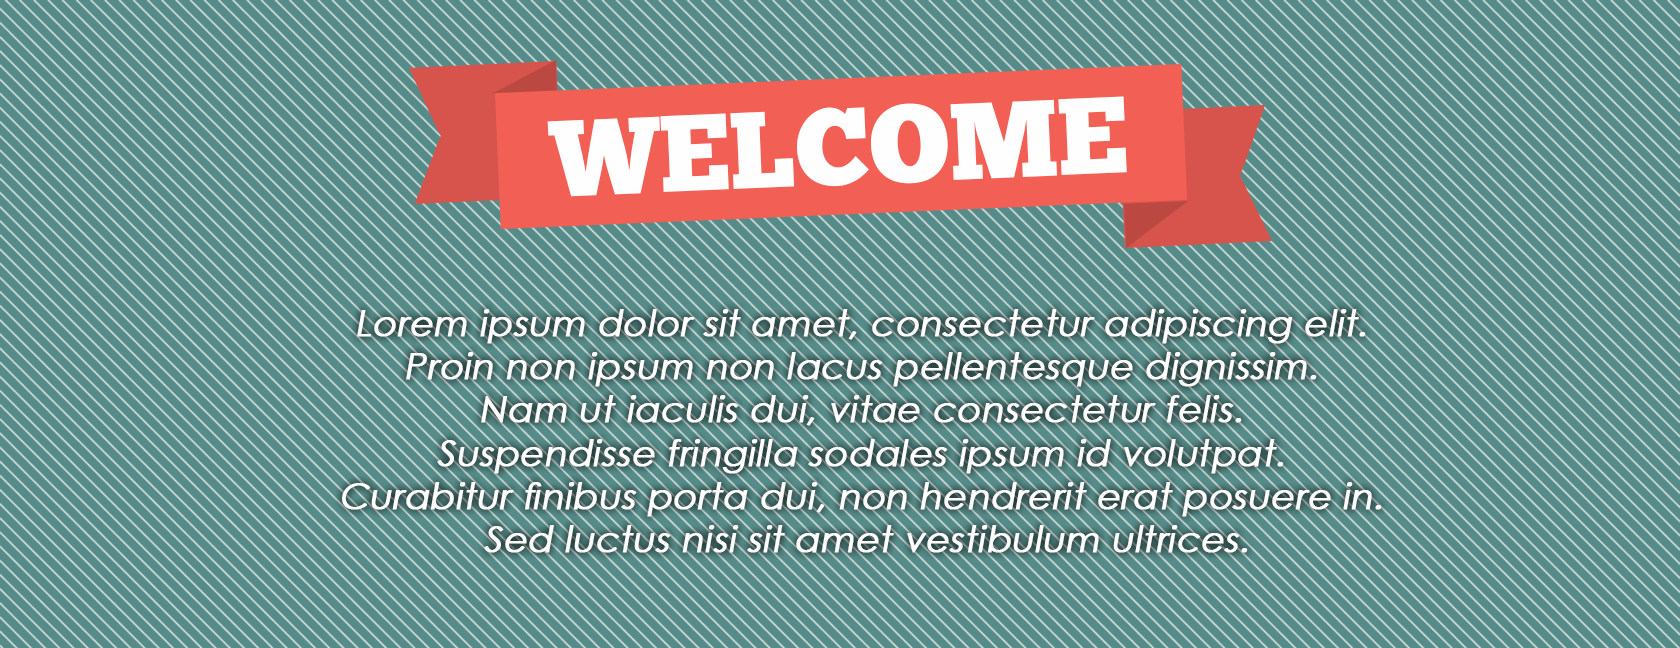 WELCOME
Lorem ipsum dolor sit amet, consectetur adipiscing elit.
Proin non ipsum non lacus pellentesque dignissim.
Nam ut iaculis dui, vitae consectetur felis.
Suspendisse fringilla sodales ipsum id volutpat.
Curabitur finibus porta dui, non hendrerit erat posuere in.
Sed luctus nisi sit amet vestibulum ultrices.